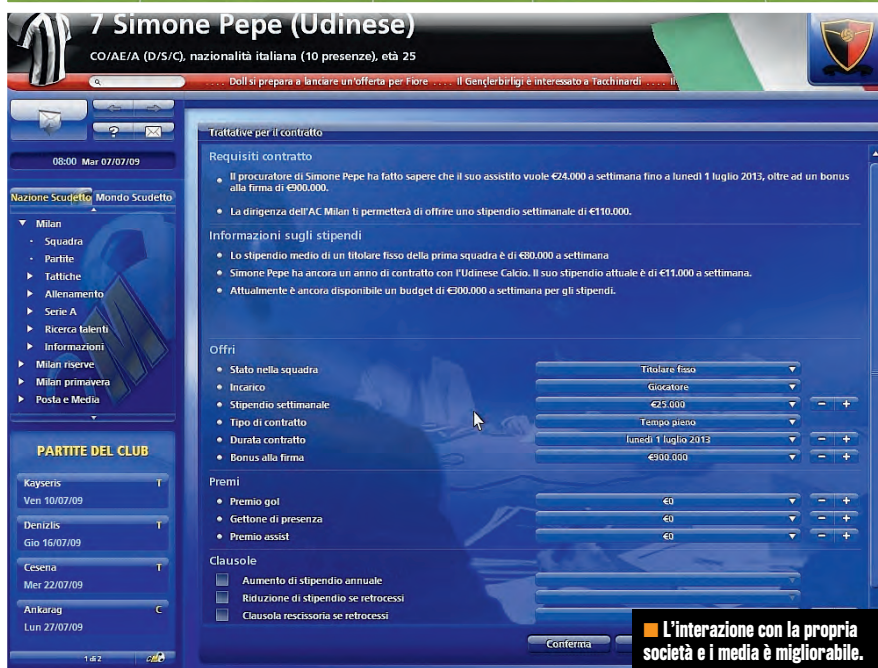 7 Simone Pepe (Udinese)
CO/AE/A (D/S/C), nazionalità italiana (10 presenze), età 25
.... Doll si prepara a lanciare un'offerta per Fiore .... Il Gençlerbirligi è interessato a Tacchinardi .... Il
?
08:00 Mar 07/07/09
Nazione Scudetto Mondo Scudetto
Milan
Squadra
Partite
Tattiche
Allenamento
Serie A
Ricerca talenti
Informazioni
Milan riserve
Milan primavera
Posta e Media
PARTITE DEL CLUB
Kayseris T
Ven 10/07/09
Denizlis T
Gio 16/07/09
Cesena T
Mer 22/07/09
Ankarag C
Lun 27/07/09
1 di 2
Trattative per il contratto
Requisiti contratto
Il procuratore di Simone Pepe ha fatto sapere che il suo assistito vuole €24.000 a settimana fino a lunedì 1 luglio 2013, oltre ad un bonus
alla firma di €900.000.
La dirigenza dell'AC Milan ti permetterà di offrire uno stipendio settimanale di €110.000.
Informazioni sugli stipendi
Lo stipendio medio di un titolare fisso della prima squadra è di €80.000 a settimana
Simone Pepe ha ancora un anno di contratto con l'Udinese Calcio. Il suo stipendio attuale è di €11.000 a settimana.
Attualmente è ancora disponibile un budget di €300.000 a settimana per gli stipendi.
Offri
Stato nella squadra Titolare fisso
Incarico Giocatore
Stipendio settimanale €25.000 - +
Tipo di contratto Tempo pieno
Durata contratto lunedì 1 luglio 2013 - +
Bonus alla firma €900.000 - +
Premi
Premio gol €0 - +
Gettone di presenza €0 - +
Premio assist €0 - +
Clausole
Aumento di stipendio annuale
Riduzione di stipendio se retrocessi
Clausola rescissoria se retrocessi
Conferma
L'interazione con la propria
società e i media è migliorabile.